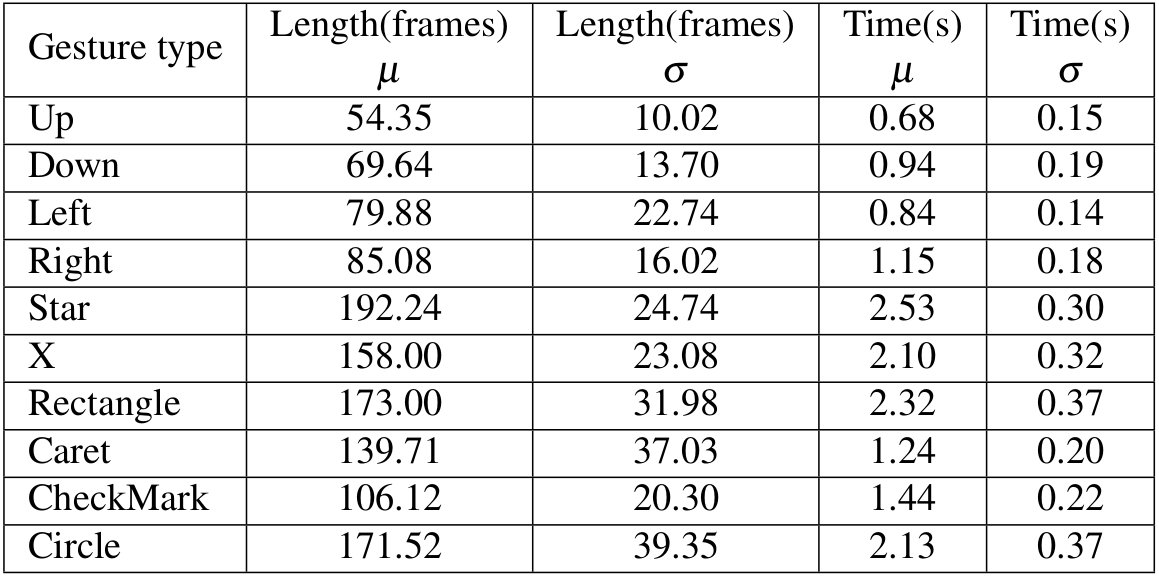 Gesture type Length(frames) μ Length(frames) σ Time(s) μ Time(s) σ
Up 54.35 10.02 0.68 0.15
Down 69.64 13.70 0.94 0.19
Left 79.88 22.74 0.84 0.14
Right 85.08 16.02 1.15 0.18
Star 192.24 24.74 2.53 0.30
X 158.00 23.08 2.10 0.32
Rectangle 173.00 31.98 2.32 0.37
Caret 139.71 37.03 1.24 0.20
CheckMark 106.12 20.30 1.44 0.22
Circle 171.52 39.35 2.13 0.37